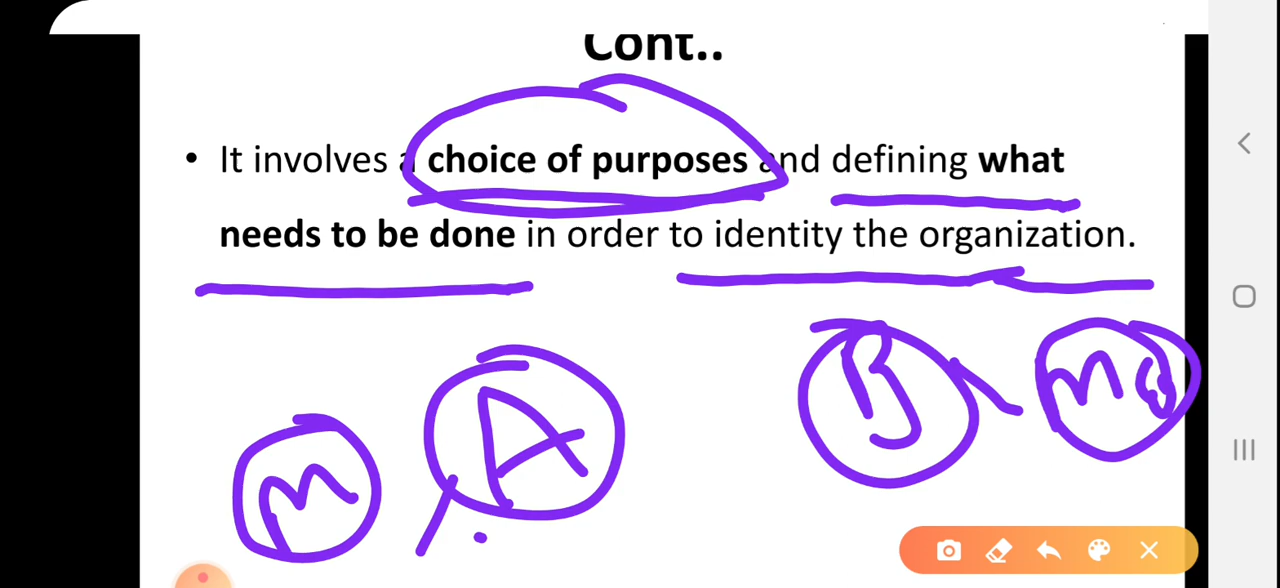 Cont..
• It involves a choice of purposes and defining what
needs to be done in order to identity the organization.
B
A
M